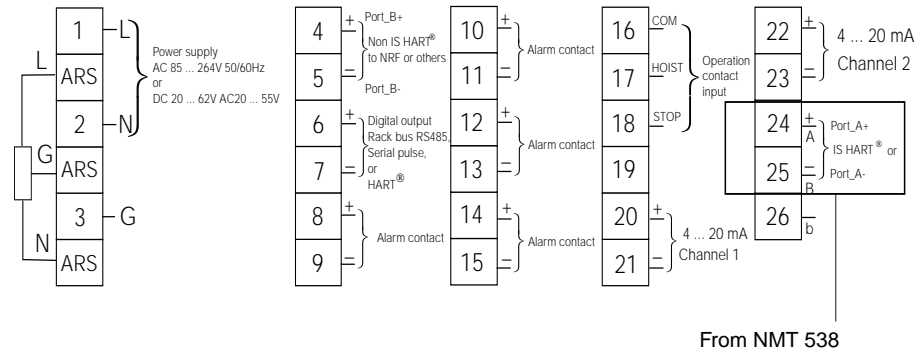 1
L
ARS
2
N
ARS
3
G
ARS
L
G
N
Power supply
AC 85 ... 264V 50/60Hz
or
DC 20 ... 62V AC20 ... 55V
4
+
5
–
6
+
7
–
8
+
9
–
Port_B+
Non IS HART®
to NRF or others
Port_B-
Digital output
Rack bus RS485,
Serial pulse,
or
HART®
Alarm contact
10
+
11
–
Alarm contact
12
+
13
–
Alarm contact
14
+
15
–
Alarm contact
16
COM
17
HOIST
18
STOP
Operation
contact
input
19
20
+
21
–
4 ... 20 mA
Channel 1
22
+
23
–
4 ... 20 mA
Channel 2
24
+
A
25
–
B
26
–
b
Port_A+
IS HART® or
Port_A-
From NMT 538